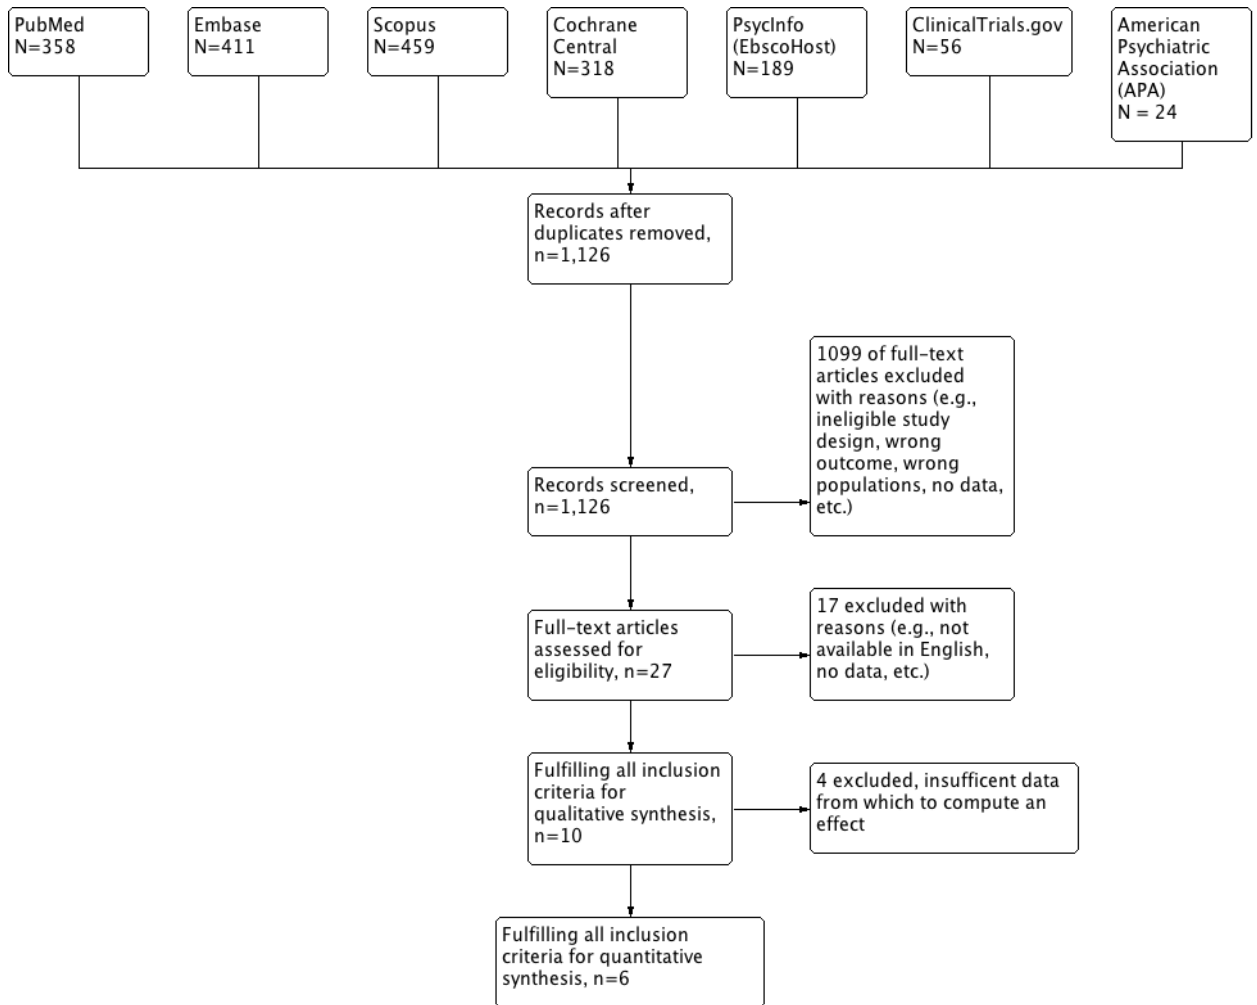 PubMed
N=358
Embase
N=411
Scopus
N=459
Cochrane
Central
N=318
PsycInfo
(EbscoHost)
N=189
ClinicalTrials.gov
N=56
American
Psychiatric
Association
(APA)
N = 24
Records after
duplicates removed,
n=1,126
1099 of full-text
articles excluded
with reasons (e.g.,
ineligible study
design, wrong
outcome, wrong
populations, no data,
etc.)
Records screened,
n=1,126
17 excluded with
reasons (e.g., not
available in English,
no data, etc.)
Full-text articles
assessed for
eligibility, n=27
Fulfilling all inclusion
criteria for
qualitative synthesis,
n=10
4 excluded, insufficent data
from which to compute an
effect
Fulfilling all inclusion
criteria for quantitative
synthesis, n=6